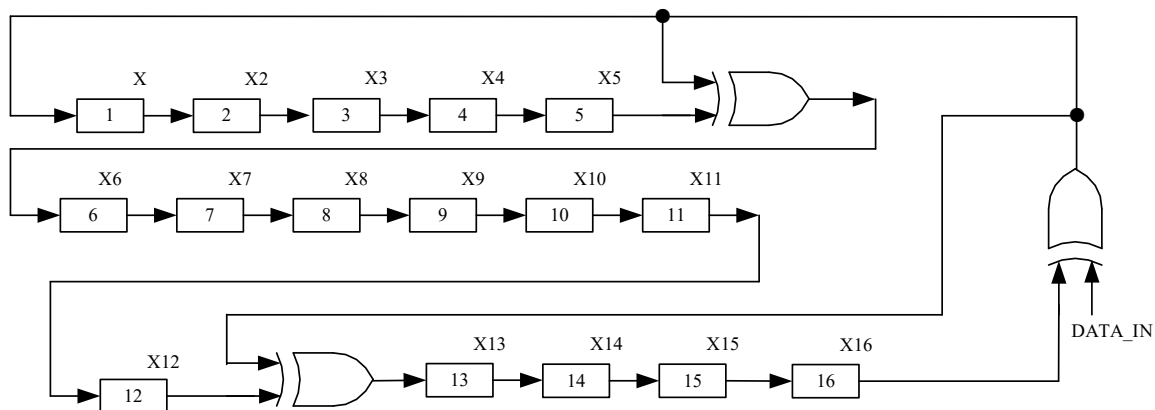 X X2 X3 X4 X5
1 2 3 4 5
X6 X7 X8 X9 X10 X11
6 7 8 9 10 11
DATA_IN
X12 X13 X14 X15 X16
12 13 14 15 16